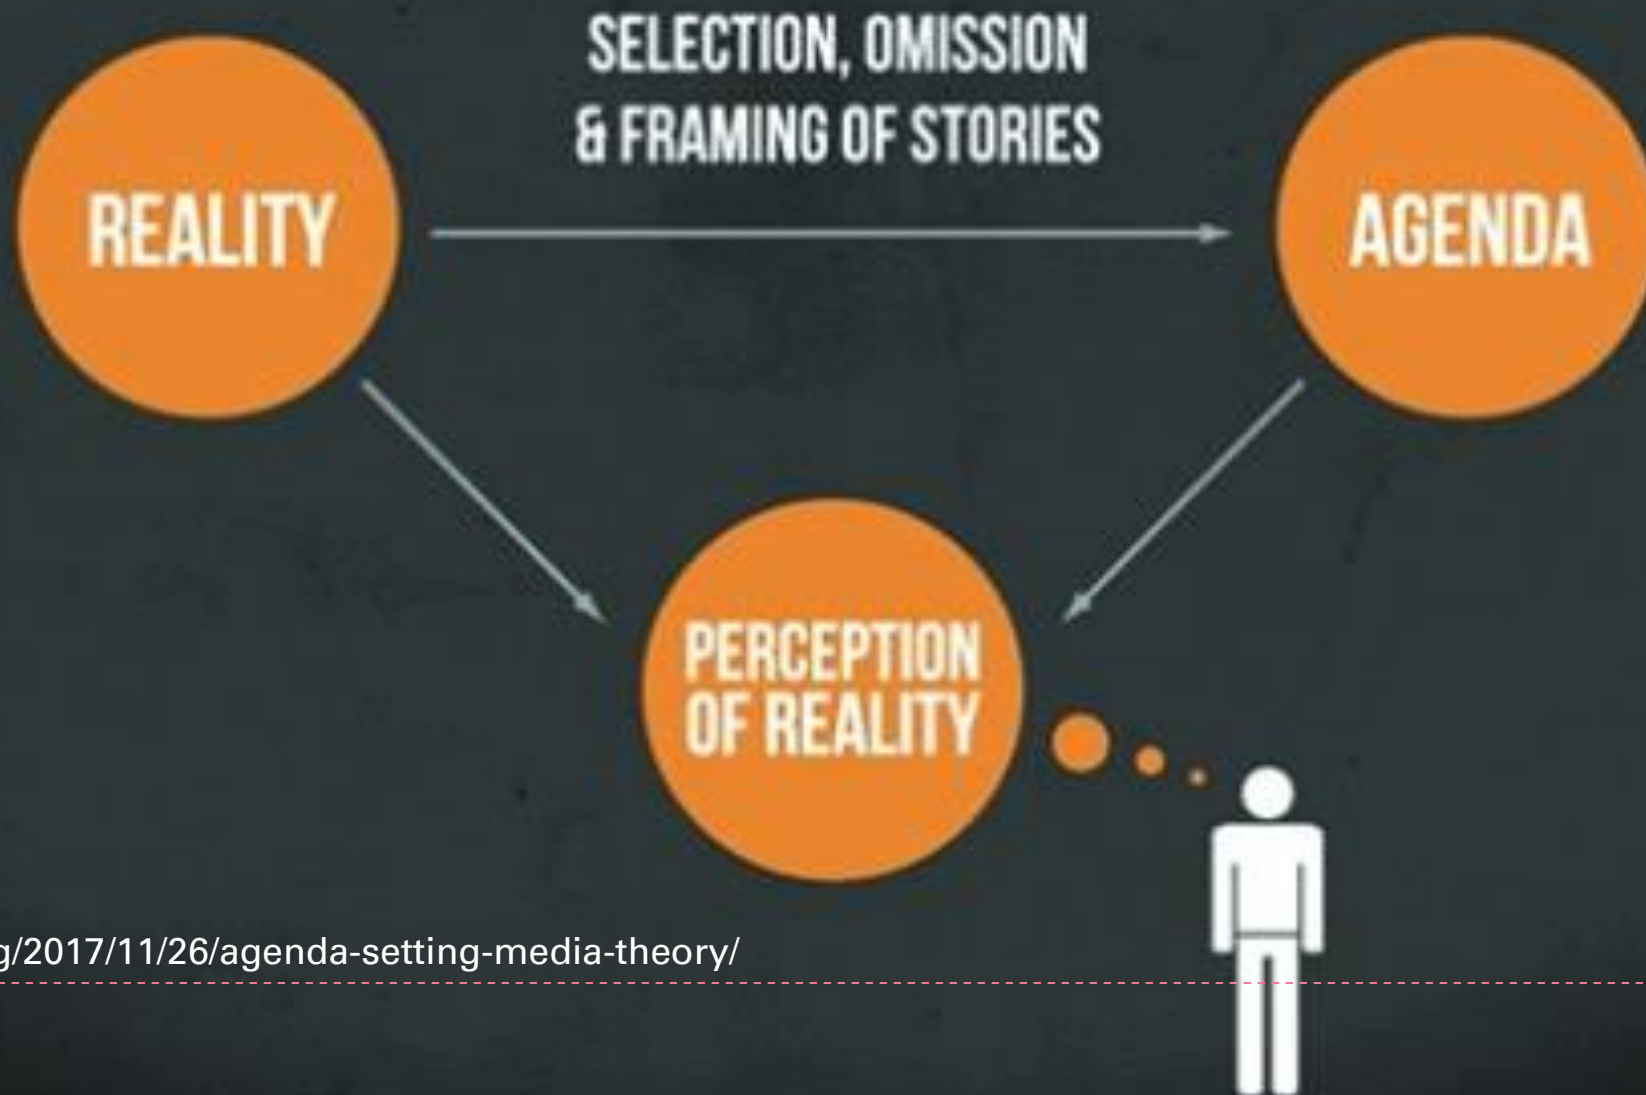 SELECTION, OMISSION
& FRAMING OF STORIES
REALITY
AGENDA
PERCEPTION
OF REALITY
g/2017/11/26/agenda-setting-media-theory/